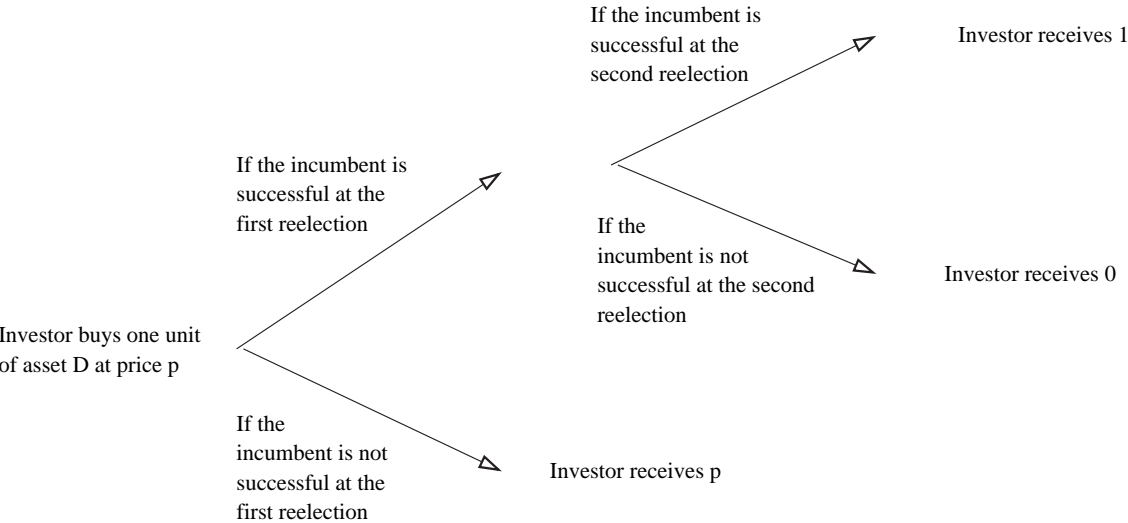 If the incumbent is
successful at the
second reelection
Investor receives 1
If the incumbent is
successful at the
first reelection
If the
incumbent is not
successful at the second
reelection
Investor receives 0
Investor buys one unit
of asset D at price p
If the
incumbent is not
successful at the
first reelection
Investor receives p